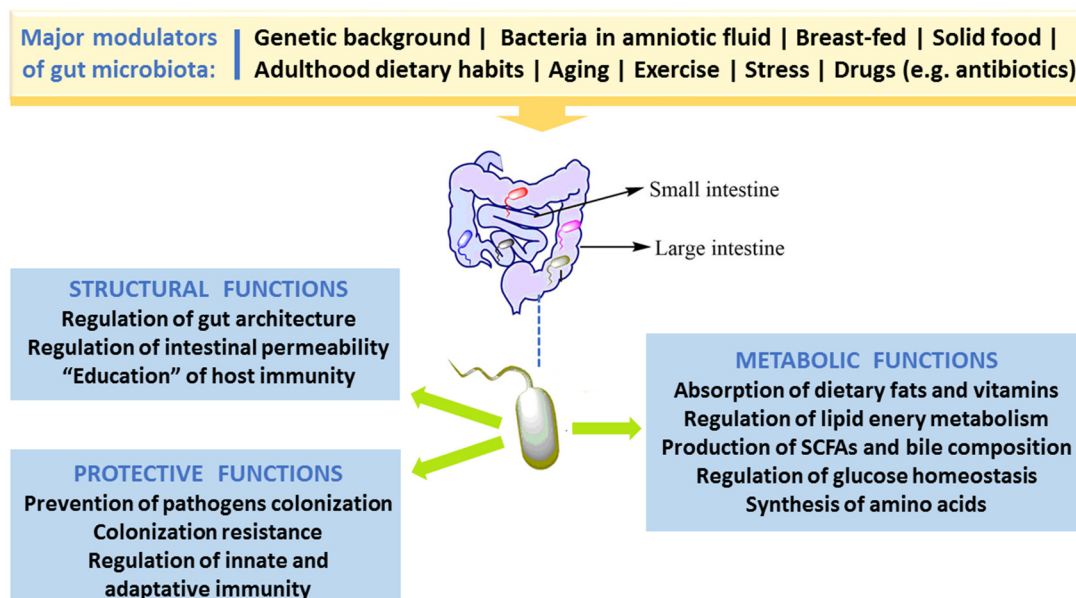 Major modulators
of gut microbiota:
Genetic background | Bacteria in amniotic fluid | Breast-fed | Solid food |
Adulthood dietary habits | Aging | Exercise | Stress | Drugs (e.g. antibiotics)
Small intestine
Large intestine
STRUCTURAL FUNCTIONS
Regulation of gut architecture
Regulation of intestinal permeability
“Education” of host immunity
METABOLIC FUNCTIONS
Absorption of dietary fats and vitamins
Regulation of lipid enery metabolism
Production of SCFAs and bile composition
Regulation of glucose homeostasis
Synthesis of amino acids
PROTECTIVE FUNCTIONS
Prevention of pathogens colonization
Colonization resistance
Regulation of innate and
adaptative immunity